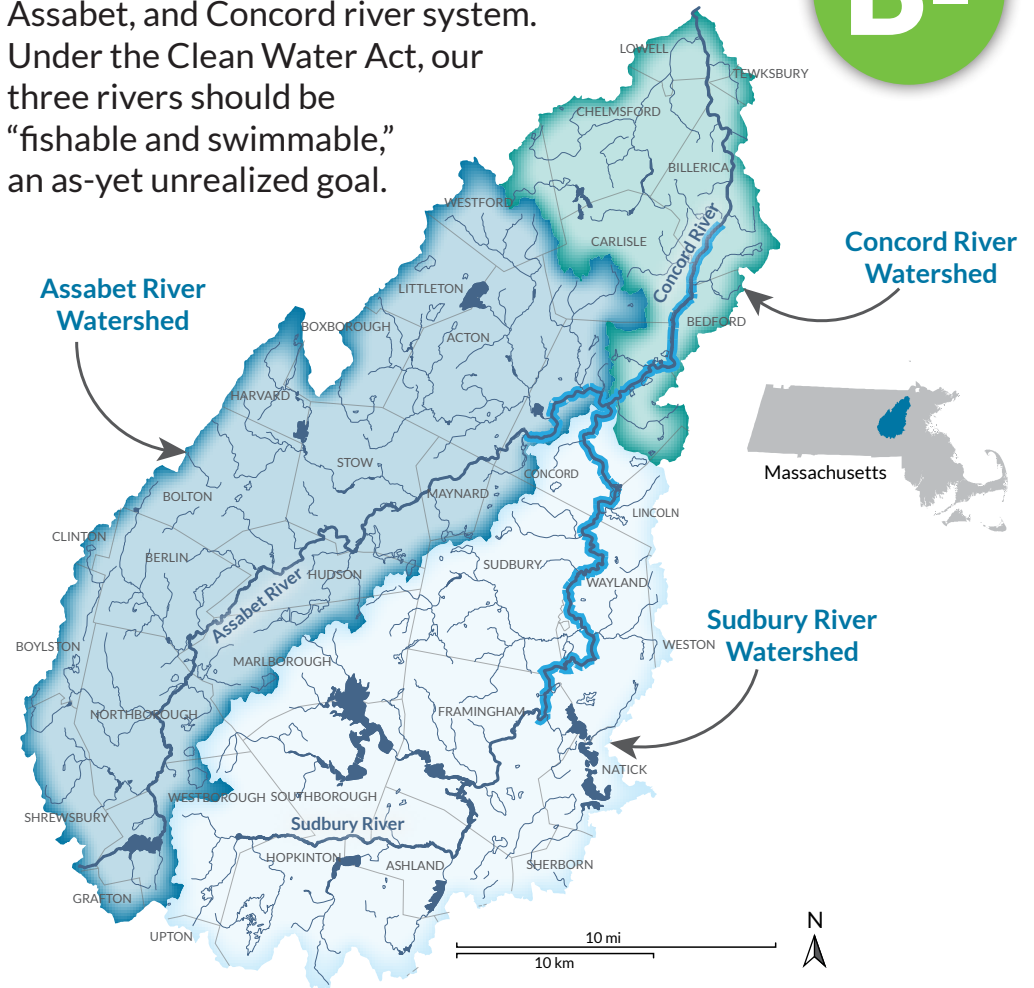 Assabet, and Concord river system.
Under the Clean Water Act, our
three rivers should be
“fishable and swimmable,”
an as-yet unrealized goal.
B-
LOWELL
TEWKSBURY
CHELMSFORD
BILLERICA
WESTFORD
CARLISLE
Concord River
Concord River
Watershed
Assabet River
Watershed
LITTLETON
BOXBOROUGH
ACTON
BEDFORD
HARVARD
STOW
CONCORD
Massachusetts
BOLTON
MAYNARD
LINCOLN
CLINTON
BERLIN
HUDSON
SUDBURY
WAYLAND
Assabet River
Sudbury River
Watershed
BOYLSTON
MARLBOROUGH
WESTON
NORTHBOROUGH
FRAMINGHAM
NATICK
WESTBOROUGH
SOUTHBOROUGH
SHREWSBURY
Sudbury River
HOPKINTON
ASHLAND
SHERBORN
GRAFTON
UPTON
N
10 mi
10 km